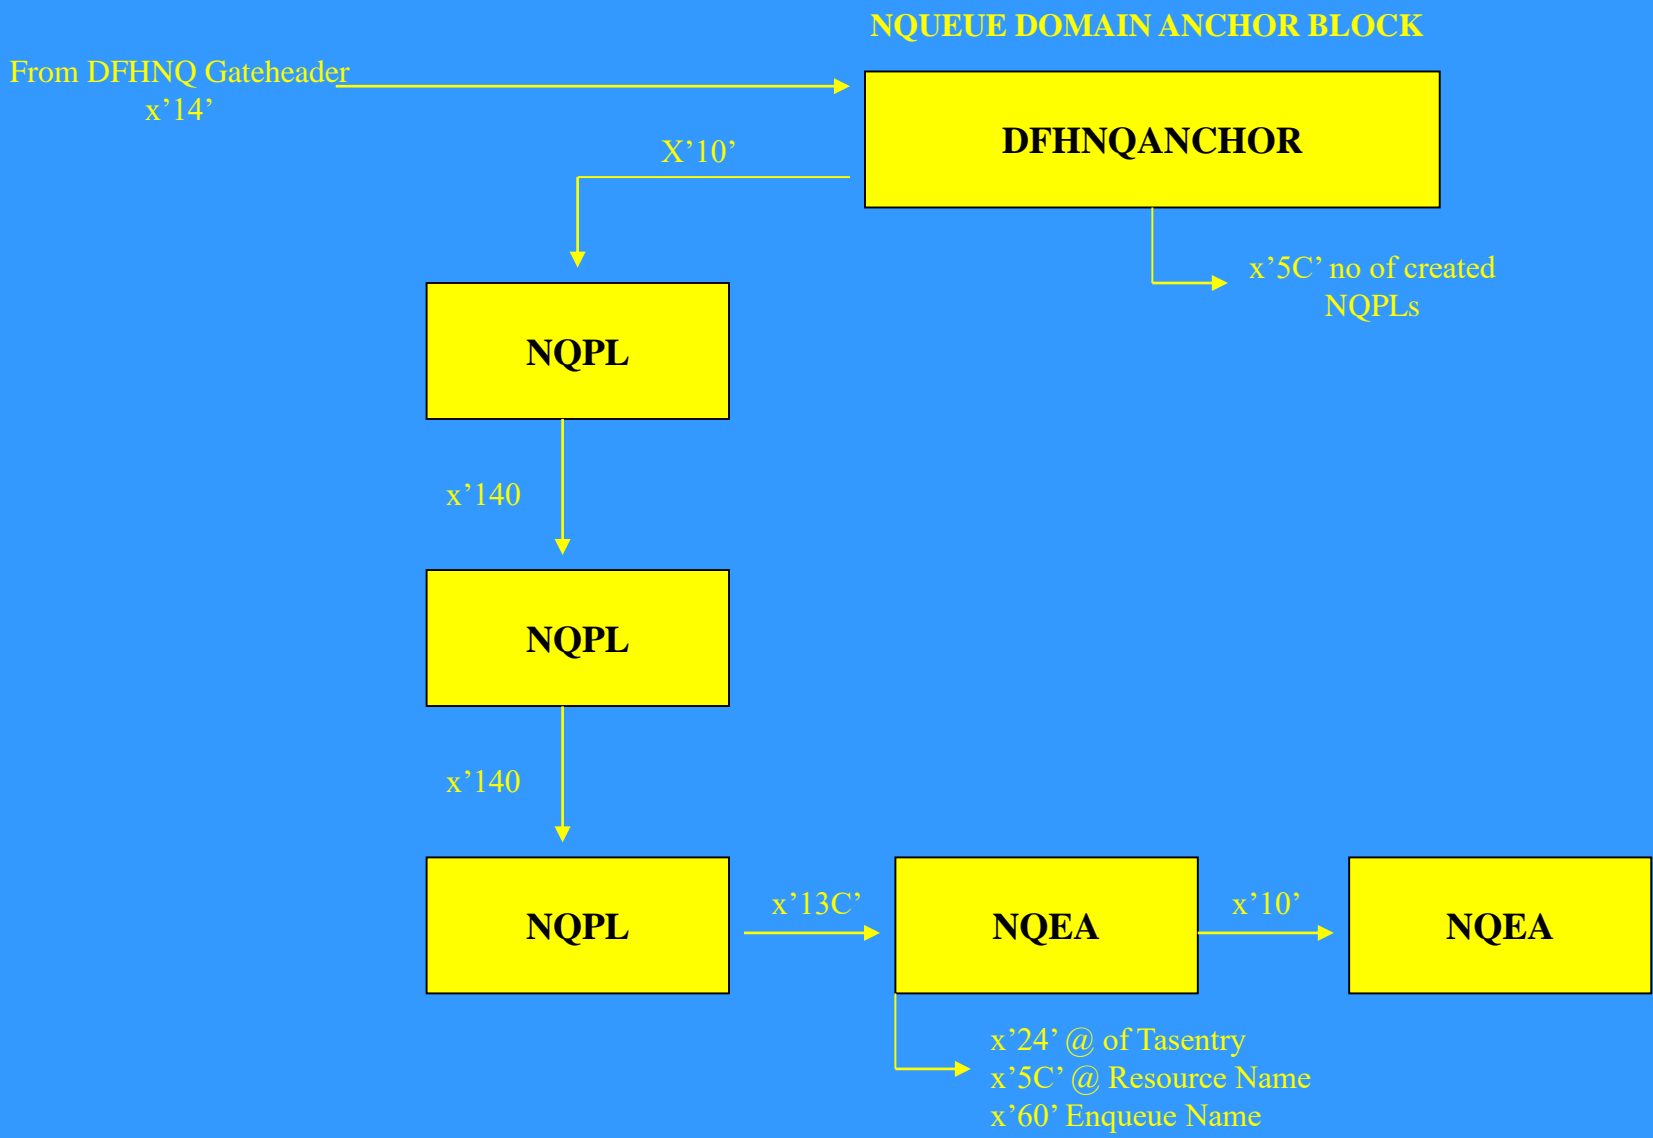 NQUEUE DOMAIN ANCHOR BLOCK
From DFHNQ Gateheader
x’14’
DFHNQANCHOR
X’10’
x’5C’ no of created
NQPLs
NQPL
x’140
NQPL
x’140
NQPL
x’13C’
NQEA
x’10’
NQEA
x’24’ @ of Tasentry
x’5C’ @ Resource Name
x’60’ Enqueue Name